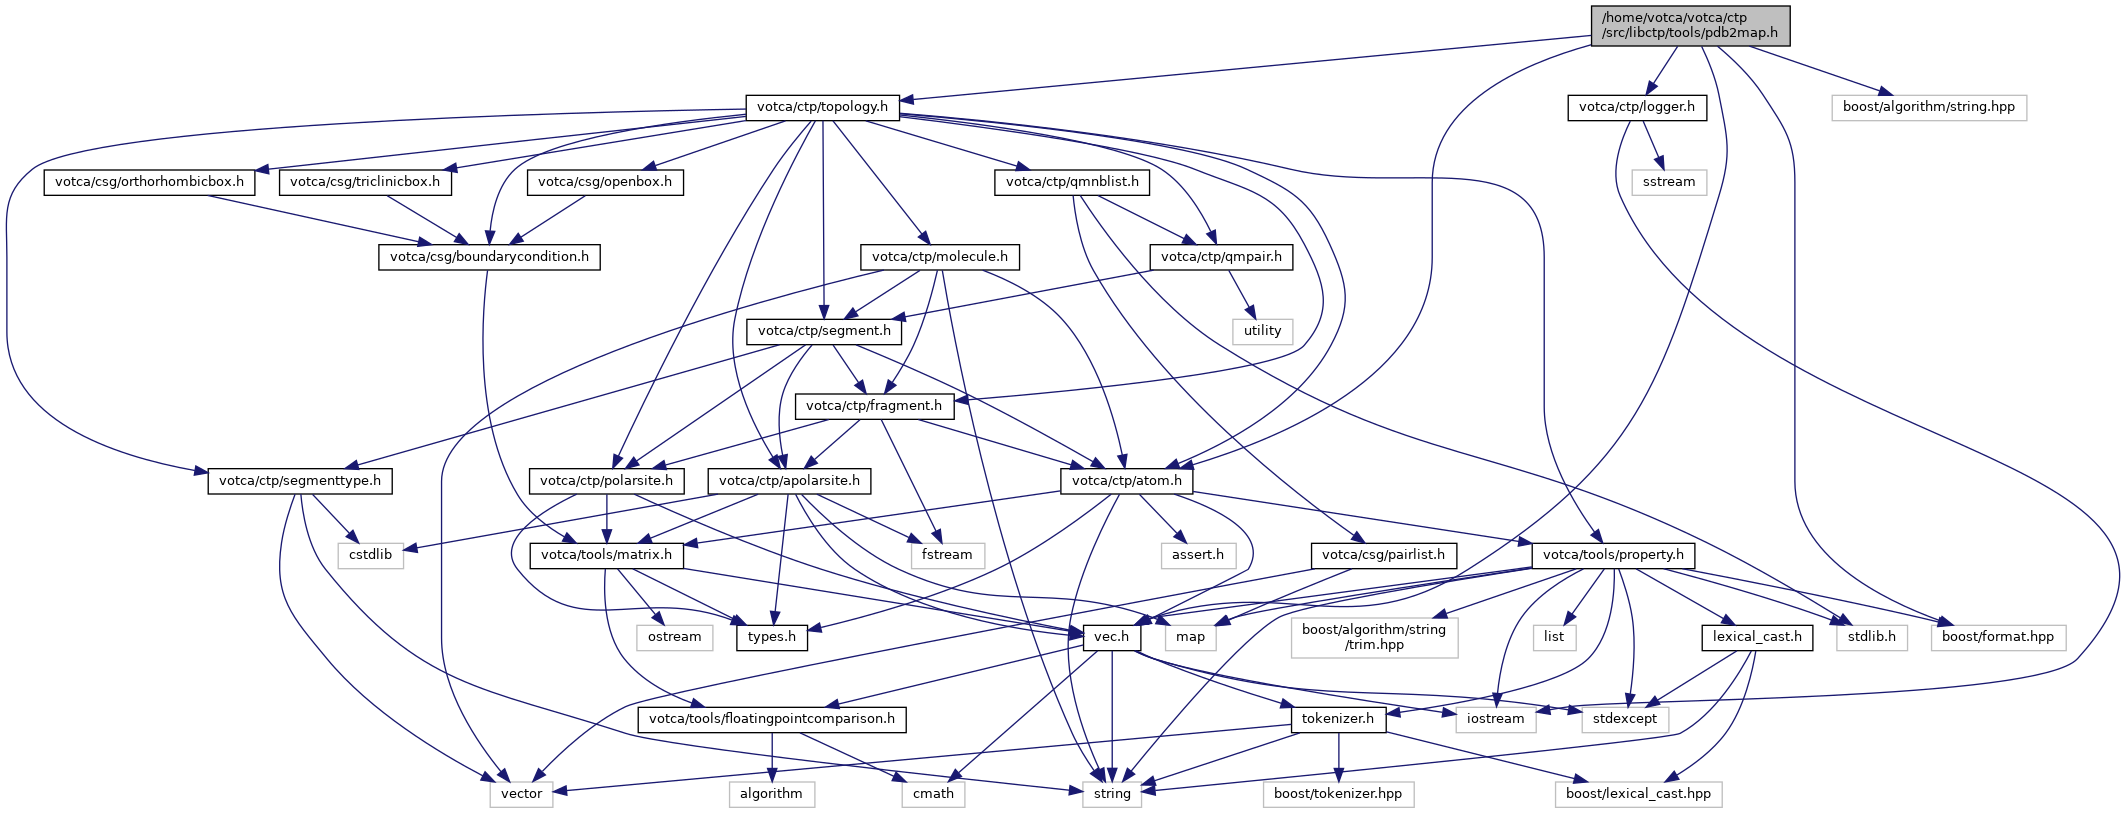 /home/votca/votca/ctp
/src/libctp/tools/pdb2map.h
votca/ctp/topology.h
votca/ctp/logger.h
boost/algorithm/string.hpp
votca/csg/orthorhombicbox.h
votca/csg/triclinicbox.h
votca/csg/openbox.h
votca/ctp/qmnblist.h
sstream
votca/csg/boundarycondition.h
votca/ctp/molecule.h
votca/ctp/qmpair.h
votca/ctp/segment.h
utility
votca/ctp/fragment.h
votca/ctp/segmenttype.h
votca/ctp/polarsite.h
votca/ctp/apolarsite.h
votca/ctp/atom.h
cstdlib
votca/tools/matrix.h
fstream
assert.h
votca/csg/pairlist.h
votca/tools/property.h
ostream
types.h
vec.h
map
boost/algorithm/string
/trim.hpp
list
lexical_cast.h
stdlib.h
boost/format.hpp
votca/tools/floatingpointcomparison.h
tokenizer.h
iostream
stdexcept
vector
algorithm
cmath
string
boost/tokenizer.hpp
boost/lexical_cast.hpp